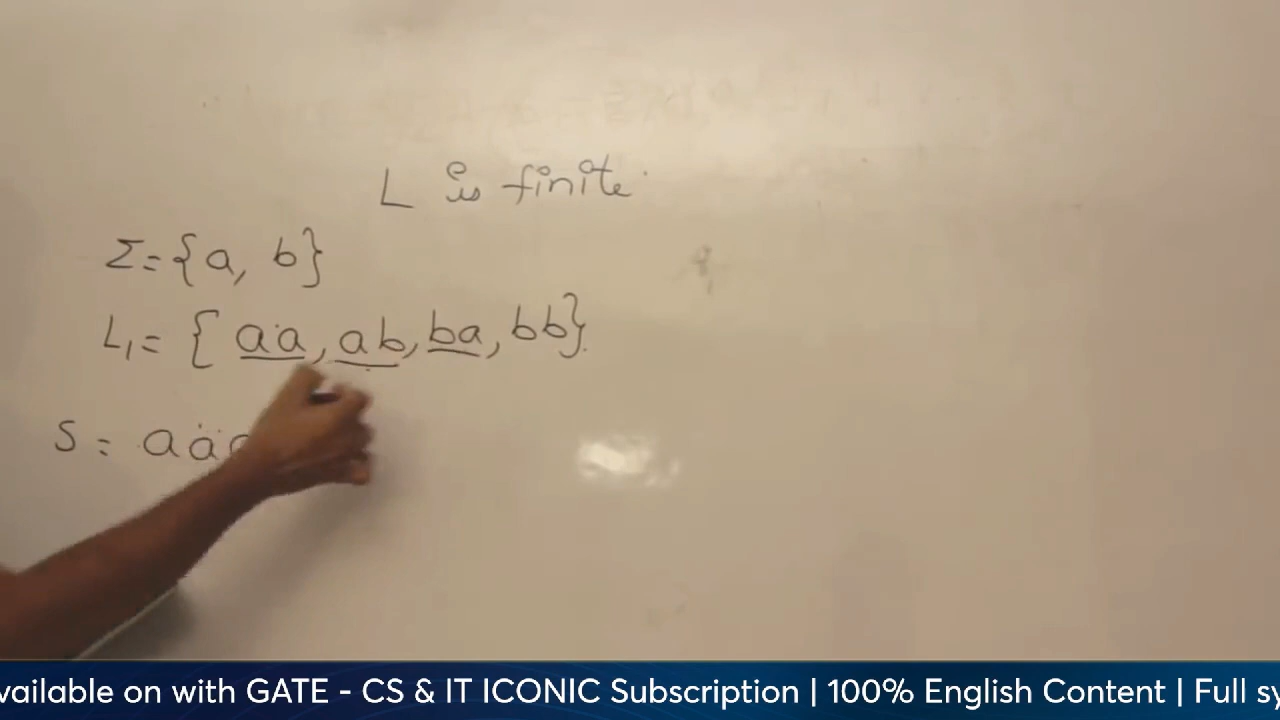 L is finite.
Σ = {a, b}
L₁ = { aa, ab, ba, bb}.
S = aa
vailable on with GATE - CS & IT ICONIC Subscription | 100% English Content | Full sy